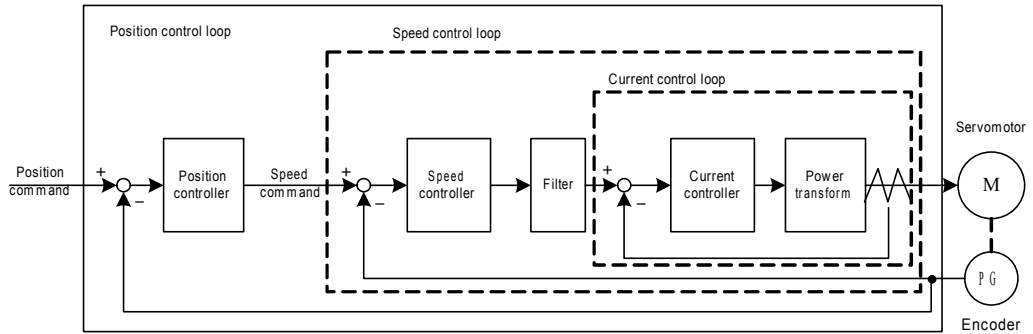 Position control loop
Speed control loop
Current control loop
Servomotor
Position
command
+
−
Position
controller
Speed
command
+
−
Speed
controller
Filter
+
−
Current
controller
Power
transform
M
PG
Encoder